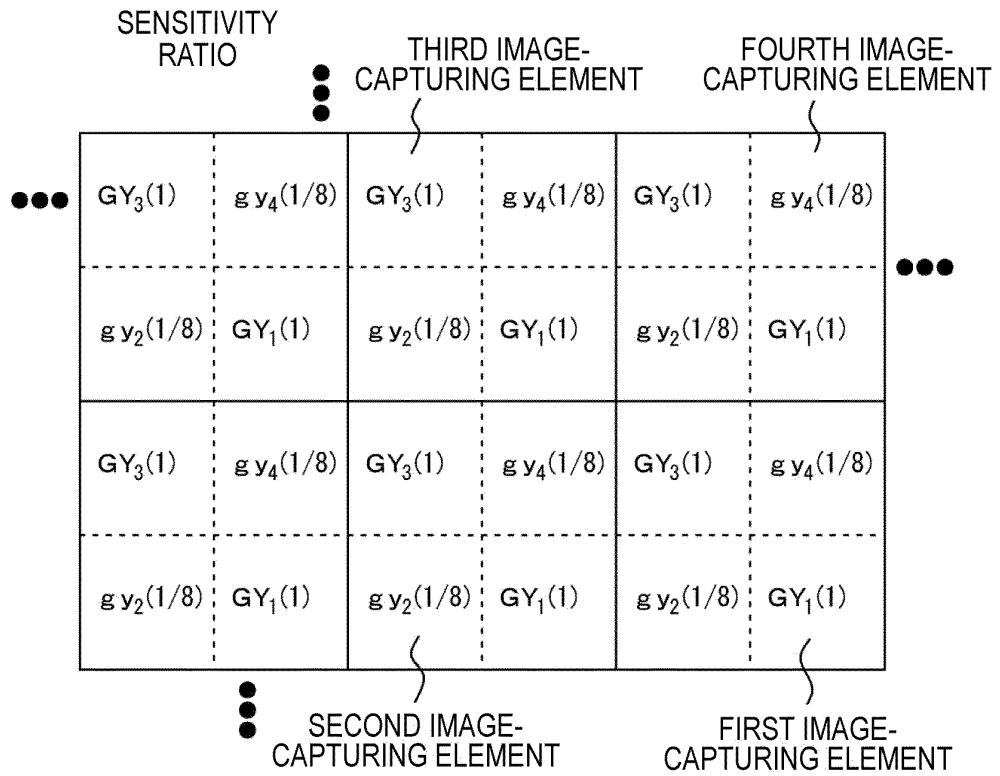 SENSITIVITY
RATIO
THIRD IMAGE-
CAPTURING ELEMENT
FOURTH IMAGE-
CAPTURING ELEMENT
GY₃(1) gy₄(1/8) GY₃(1) gy₄(1/8) GY₃(1) gy₄(1/8)
gy₂(1/8) GY₁(1) gy₂(1/8) GY₁(1) gy₂(1/8) GY₁(1)
GY₃(1) gy₄(1/8) GY₃(1) gy₄(1/8) GY₃(1) gy₄(1/8)
gy₂(1/8) GY₁(1) gy₂(1/8) GY₁(1) gy₂(1/8) GY₁(1)
SECOND IMAGE-
CAPTURING ELEMENT
FIRST IMAGE-
CAPTURING ELEMENT